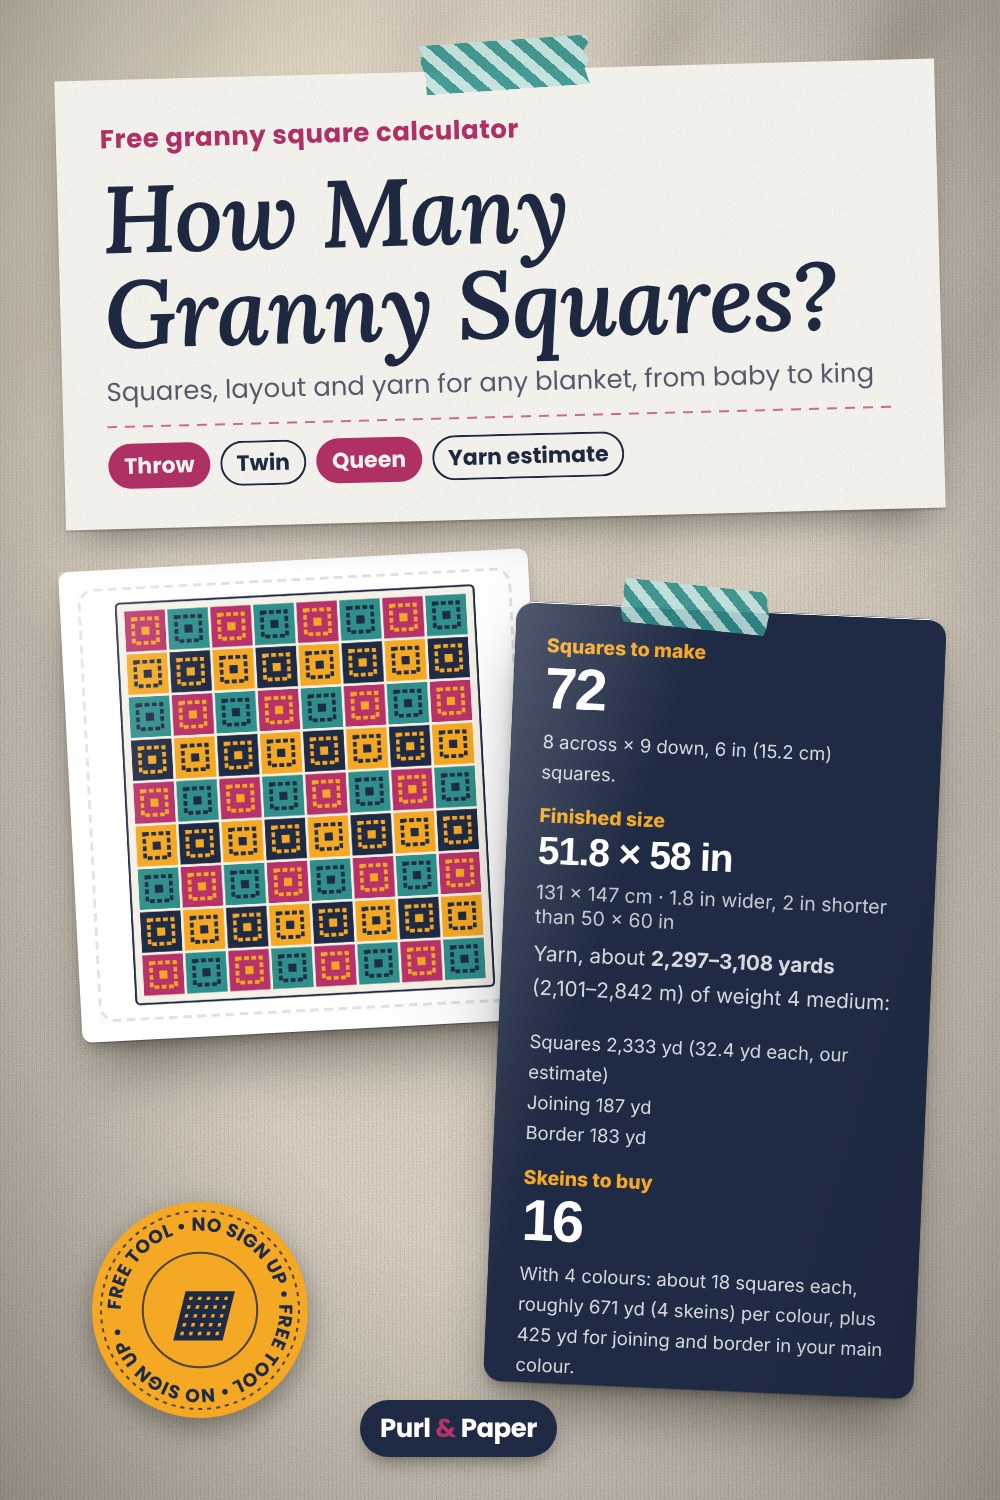 Free granny square calculator
How Many
Granny Squares?
Squares, layout and yarn for any blanket, from baby to king
Throw
Twin
Queen
Yarn estimate
Squares to make
72
8 across × 9 down, 6 in (15.2 cm)
squares.
Finished size
51.8 × 58 in
131 × 147 cm · 1.8 in wider, 2 in shorter
than 50 × 60 in
Yarn, about 2,297–3,108 yards
(2,101–2,842 m) of weight 4 medium:
Squares 2,333 yd (32.4 yd each, our
estimate)
Joining 187 yd
Border 183 yd
Skeins to buy
16
With 4 colours: about 18 squares each,
roughly 671 yd (4 skeins) per colour, plus
425 yd for joining and border in your main
colour.
FREE TOOL • NO SIGN UP • FREE TOOL • NO SIGN UP •
Purl & Paper